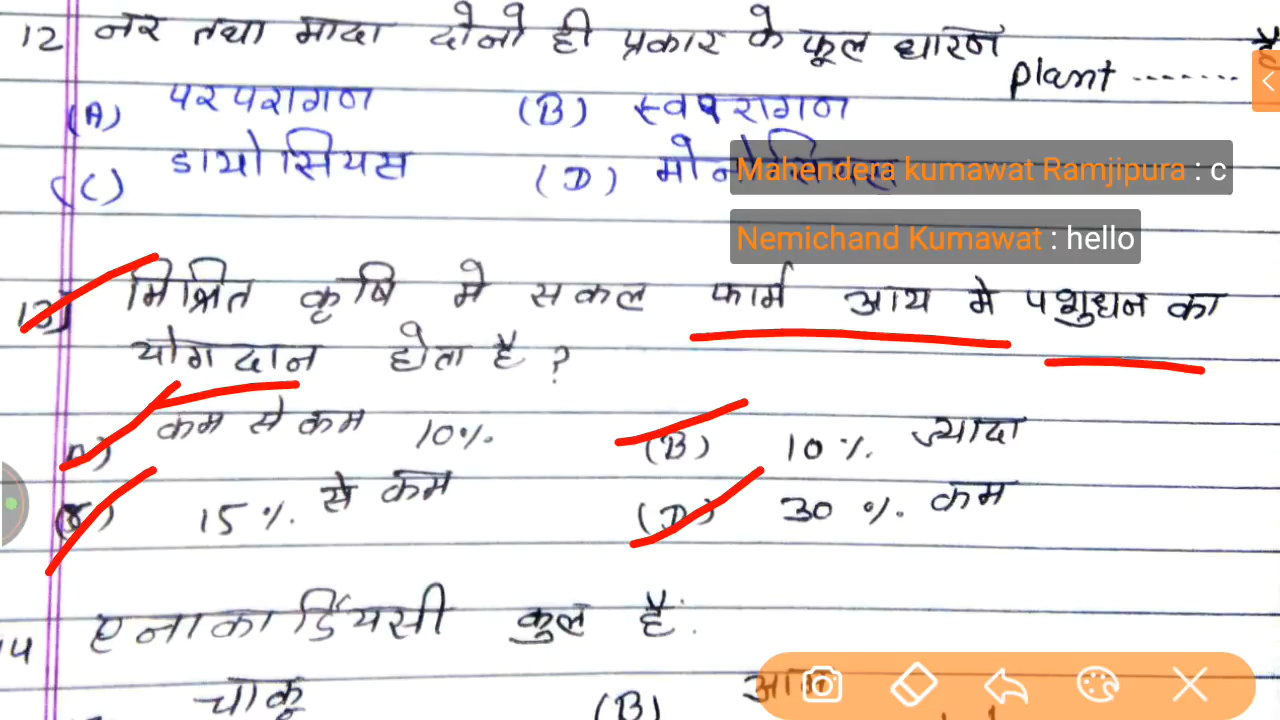 12 नर तथा मादा दोनो ही प्रकार के फूल धारन है
plant .......
(A) परपरागण (B) स्वपरागण
(C) डायोसियस (D) मोनोसियस
Mahendera kumawat Ramjipura : c
Nemichand Kumawat : hello
13) मिश्रित कृषि मे सकल फार्म आय मे पशुधन का
योगदान होता है ?
A) कम से कम 10% (B) 10% ज्यादा
(C) 15% से कम (D) 30% कम
14 एनाकार्डियसी कुल है:
चाकू (B) आम